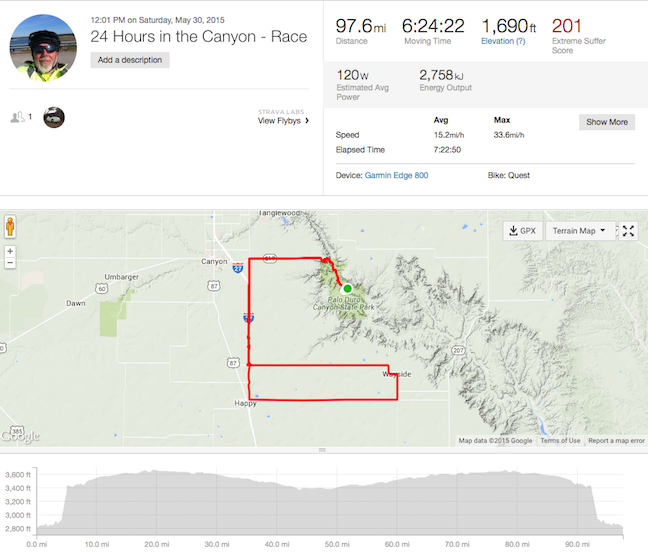 12:01 PM on Saturday, May 30, 2015
24 Hours in the Canyon - Race
Add a description
1
STRAVA LABS
View Flybys
97.6mi
6:24:22
1,690ft
201
Distance
Moving Time
Elevation (?)
Extreme Suffer
Score
120W
2,758kJ
Estimated Avg
Power
Energy Output
Avg
Max
Show More
Speed
15.2mi/h
33.6mi/h
Elapsed Time
7:22:50
Device: Garmin Edge 800
Bike: Quest
Tanglewood
GPX
Terrain Map
+
−
Canyon
27
Umbarger
60
87
Dawn
Palo Duro
Canyon State Park
207
87
Wayside
Happy
385
Google
Map data ©2015 Google
Terms of Use
Report a map error
3,600 ft
3,400 ft
3,000 ft
2,800 ft
0.0 mi
10.0 mi
20.0 mi
30.0 mi
40.0 mi
50.0 mi
60.0 mi
70.0 mi
80.0 mi
90.0 mi